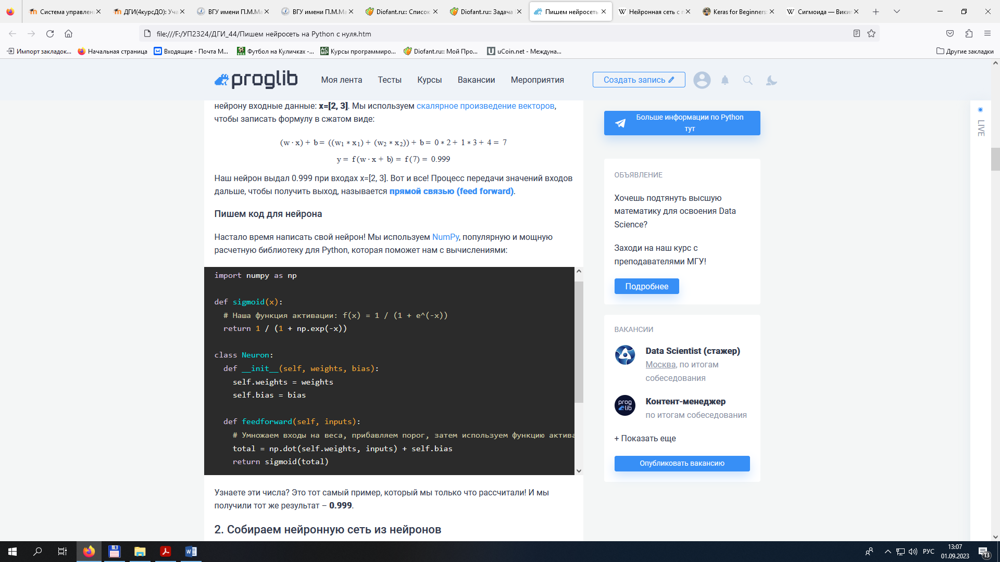 Система управлен
ДГИ(4курсДО): Уча
ВГУ имени П.М.Ма
ВГУ имени П.М.Ма
Diofant.ru:: Список
Diofant.ru:: Задача
Пишем нейросеть
Нейронная сеть с п
Keras for Beginners:
Сигмоида — Викип
file:///F:/УП2324/ДГИ_44/Пишем нейросеть на Python с нуля.htm
Импорт закладок...
Начальная страница
Входящие - Почта М...
Футбол на Куличках -...
Курсы программиро...
Diofant.ru:: Мой Про...
uCoin.net - Междуна...
Другие закладки
proglib
Моя лента
Тесты
Курсы
Вакансии
Мероприятия
Создать запись
нейрону входные данные: x=[2, 3]. Мы используем скалярное произведение векторов,
чтобы записать формулу в сжатом виде:
(w · x) + b = ((w₁ * x₁) + (w₂ * x₂)) + b = 0 * 2 + 1 * 3 + 4 = 7
y = f(w · x + b) = f(7) = 0.999
Наш нейрон выдал 0.999 при входах x=[2, 3]. Вот и все! Процесс передачи значений входов
дальше, чтобы получить выход, называется прямой связью (feed forward).
Пишем код для нейрона
Настало время написать свой нейрон! Мы используем NumPy, популярную и мощную
расчетную библиотеку для Python, которая поможет нам с вычислениями:
import numpy as np
def sigmoid(x):
# Наша функция активации: f(x) = 1 / (1 + e^(-x))
return 1 / (1 + np.exp(-x))
class Neuron:
def __init__(self, weights, bias):
self.weights = weights
self.bias = bias
def feedforward(self, inputs):
# Умножаем входы на веса, прибавляем порог, затем используем функцию актива
total = np.dot(self.weights, inputs) + self.bias
return sigmoid(total)
Узнаете эти числа? Это тот самый пример, который мы только что рассчитали! И мы
получили тот же результат – 0.999.
2. Собираем нейронную сеть из нейронов
Больше информации по Python
тут
ОБЪЯВЛЕНИЕ
Хочешь подтянуть высшую
математику для освоения Data
Science?
Заходи на наш курс с
преподавателями МГУ!
Подробнее
ВАКАНСИИ
Data Scientist (стажер)
Москва, по итогам
собеседования
prog
lib
Контент-менеджер
по итогам собеседования
+ Показать еще
Опубликовать вакансию
LIVE
РУС
13:07
01.09.2023
13